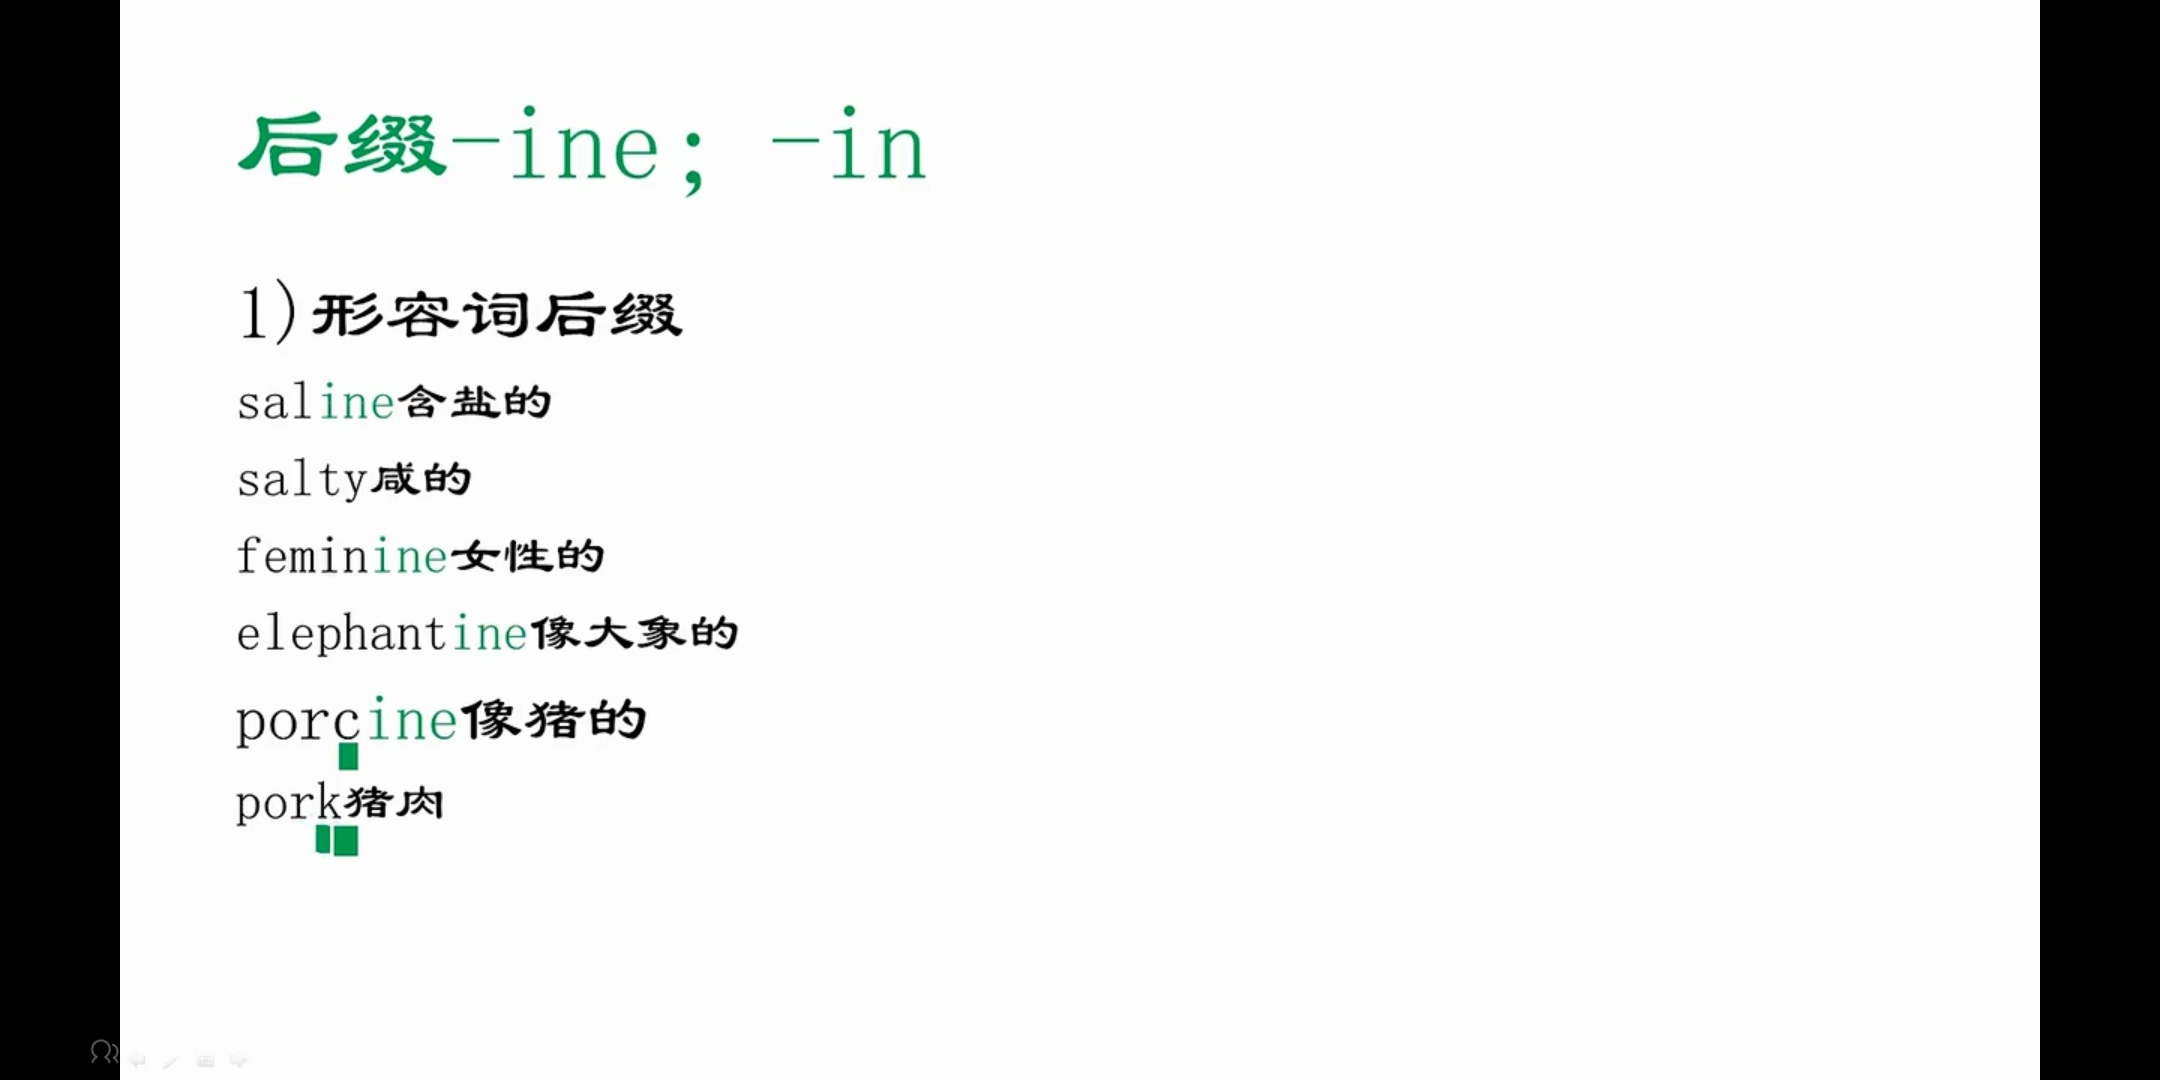 后缀-ine；-in
1)形容词后缀
saline含盐的
salty咸的
feminine女性的
elephantine像大象的
porcine像猪的
pork猪肉